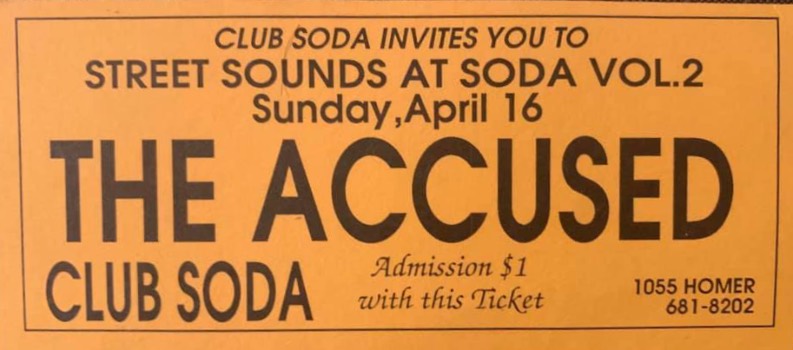 CLUB SODA INVITES YOU TO
STREET SOUNDS AT SODA VOL.2
Sunday,April 16
THE ACCUSED
CLUB SODA
Admission $1
with this Ticket
1055 HOMER
681-8202